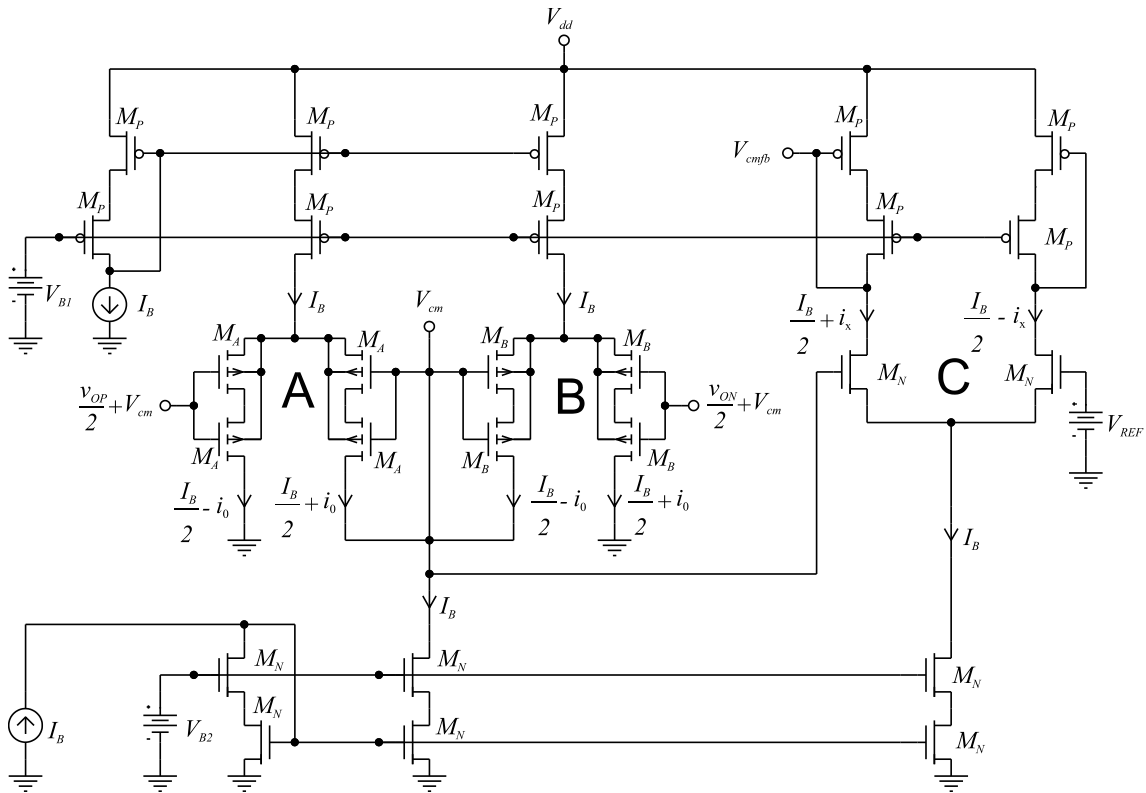 V_dd
M_P M_P M_P M_P M_P
V_cmfb
M_P M_P M_P M_P M_P
V_B1 I_B I_B V_cm I_B I_B/2 + i_x I_B/2 - i_x
M_A M_A M_B M_B M_N C M_N
v_OP/2 + V_cm A B v_ON/2 + V_cm V_REF
M_A M_A M_B M_B
I_B/2 - i_0 I_B/2 + i_0 I_B/2 - i_0 I_B/2 + i_0
I_B
I_B
M_N M_N M_N
I_B V_B2 M_N M_N M_N